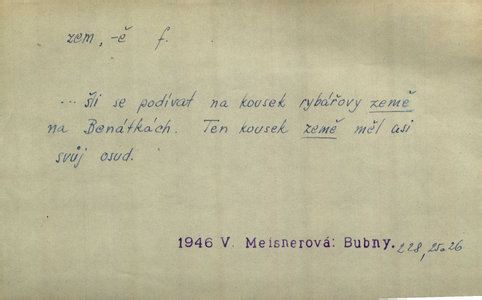 zem, -ě f.
... šli se podívat na kousek rybářovy země
na Benátkách. Ten kousek země měl asi
svůj osud.
1946 V. Meisnerová: Bubny. 228, 25-26